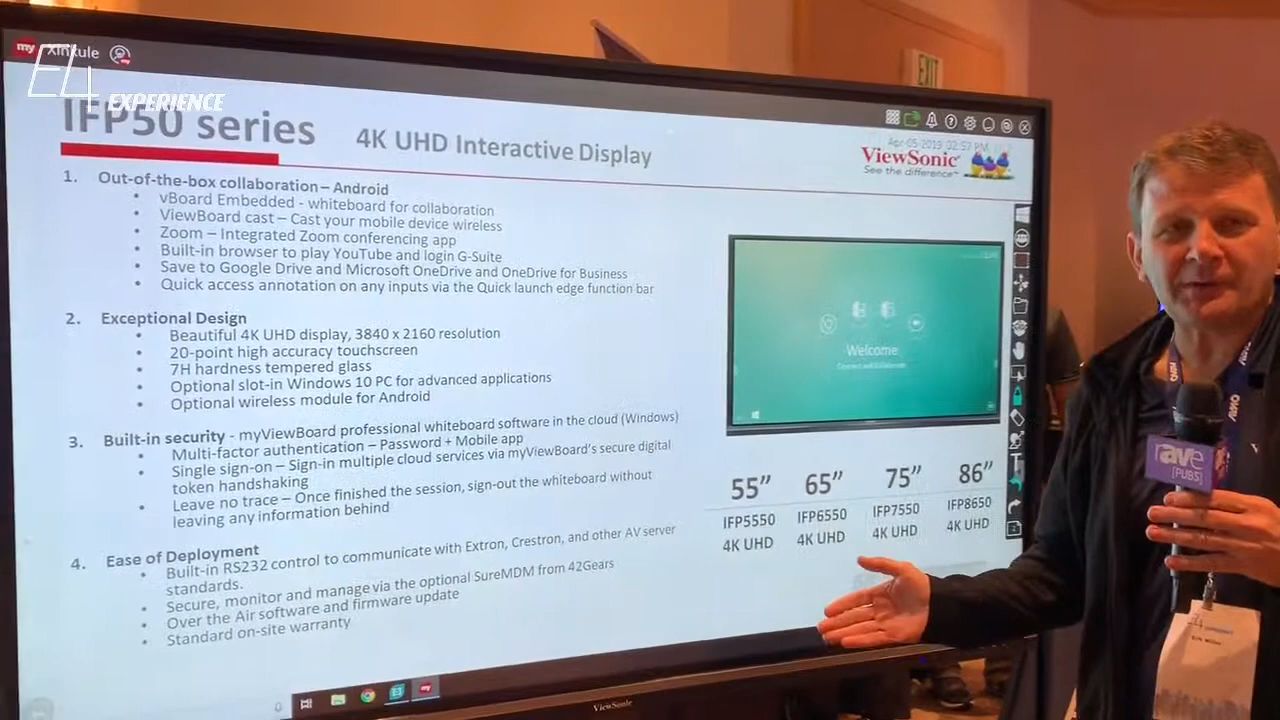 my Xinkule
E4
EXPERIENCE
EXIT
IFP50 series 4K UHD Interactive Display
Apr-05 2019 02:57 PM
ViewSonic
See the difference
1. Out-of-the-box collaboration – Android
• vBoard Embedded - whiteboard for collaboration
• ViewBoard cast – Cast your mobile device wireless
• Zoom – Integrated Zoom conferencing app
• Built-in browser to play YouTube and login G-Suite
• Save to Google Drive and Microsoft OneDrive and OneDrive for Business
• Quick access annotation on any inputs via the Quick launch edge function bar
2. Exceptional Design
• Beautiful 4K UHD display, 3840 x 2160 resolution
• 20-point high accuracy touchscreen
• 7H hardness tempered glass
• Optional slot-in Windows 10 PC for advanced applications
• Optional wireless module for Android
3. Built-in security - myViewBoard professional whiteboard software in the cloud (Windows)
• Multi-factor authentication – Password + Mobile app
• Single sign-on – Sign-in multiple cloud services via myViewBoard's secure digital
token handshaking
• Leave no trace – Once finished the session, sign-out the whiteboard without
leaving any information behind
4. Ease of Deployment
• Built-in RS232 control to communicate with Extron, Crestron, and other AV server
standards.
• Secure, monitor and manage via the optional SureMDM from 42Gears
• Over the Air software and firmware update
• Standard on-site warranty
Welcome
55” 65” 75” 86”
IFP5550 IFP6550 IFP7550 IFP8650
4K UHD 4K UHD 4K UHD 4K UHD
my
ViewSonic
rAVe
[PUBS]